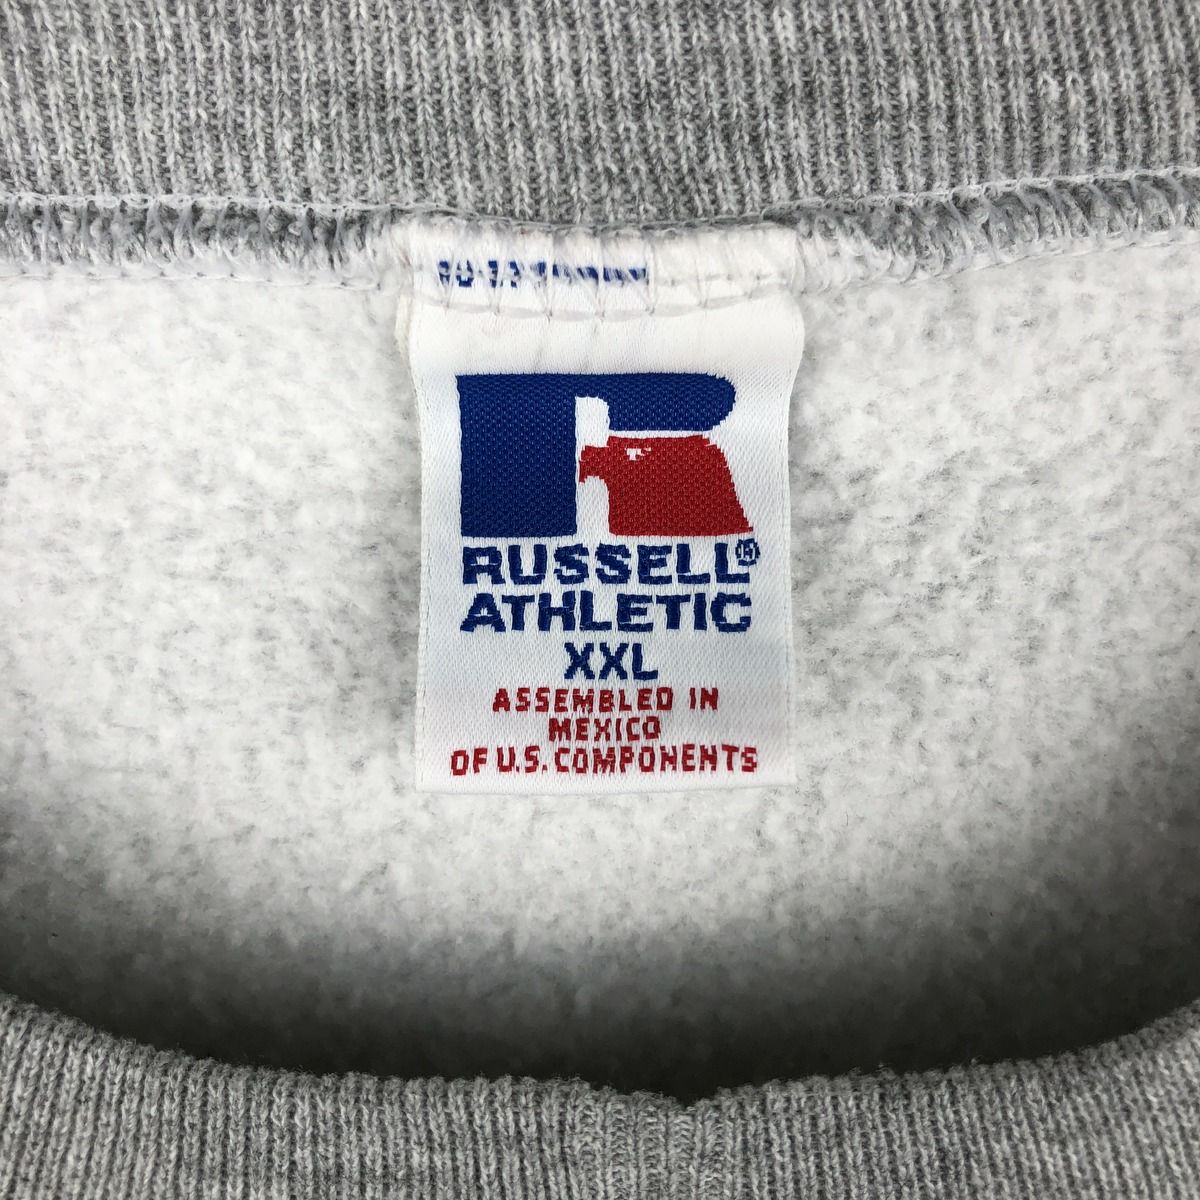 RUSSELL®
ATHLETIC
XXL
ASSEMBLED IN
MEXICO
OF U.S. COMPONENTS